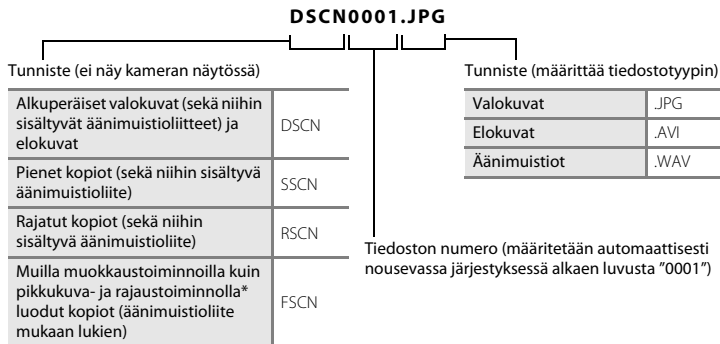 DSCN0001.JPG
Tunniste (ei näy kameran näytössä)
Alkuperäiset valokuvat (sekä niihin
sisältyvät äänimuistioliitteet) ja
elokuvat
DSCN
Pienet kopiot (sekä niihin sisältyvä
äänimuistioliite)
SSCN
Rajatut kopiot (sekä niihin
sisältyvä äänimuistioliite)
RSCN
Muilla muokkaustoiminnoilla kuin
pikkukuva- ja rajaustoiminnolla*
luodut kopiot (äänimuistioliite
mukaan lukien)
FSCN
Tunniste (määrittää tiedostotyypin)
Valokuvat .JPG
Elokuvat .AVI
Äänimuistiot .WAV
Tiedoston numero (määritetään automaattisesti
nousevassa järjestyksessä alkaen luvusta "0001")